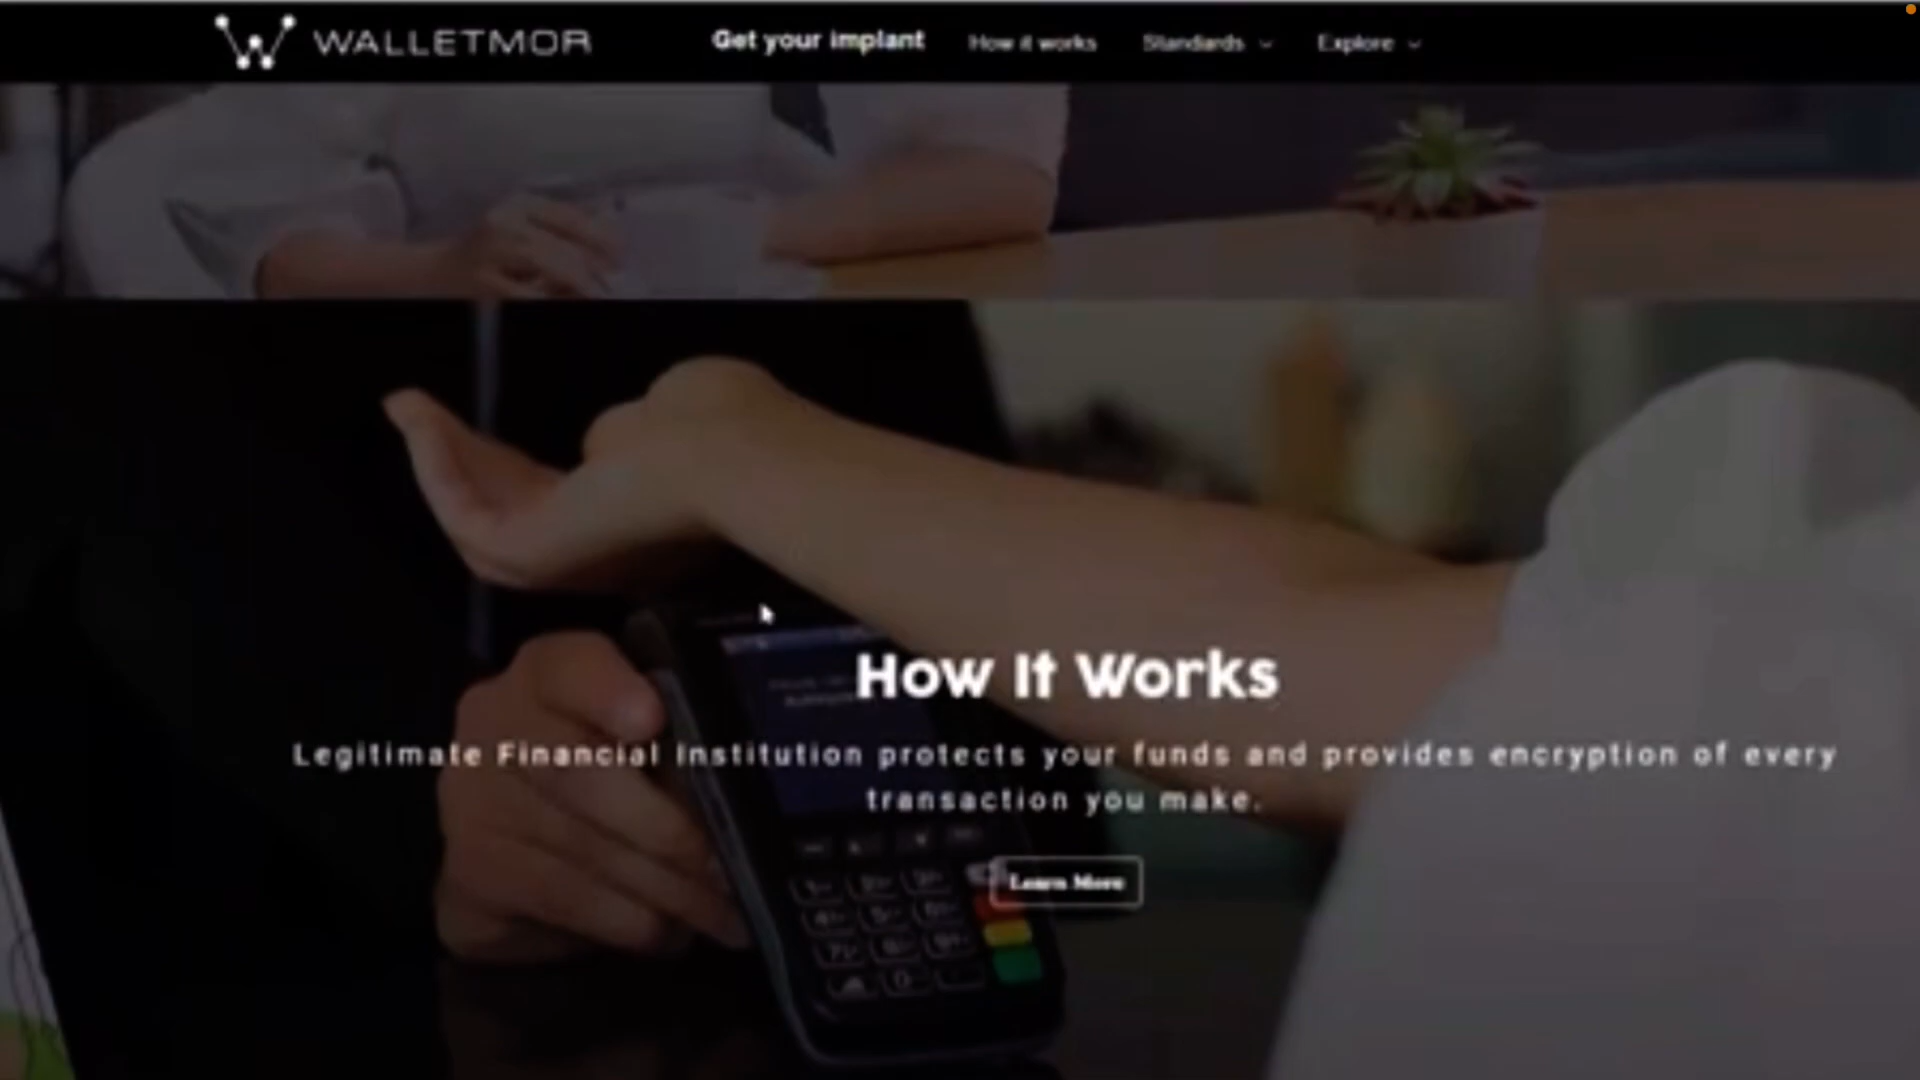 WALLETMOR
Get your implant
How it works
Standards
Explore
How It Works
Legitimate Financial Institution protects your funds and provides encryption of every
transaction you make.
Learn More